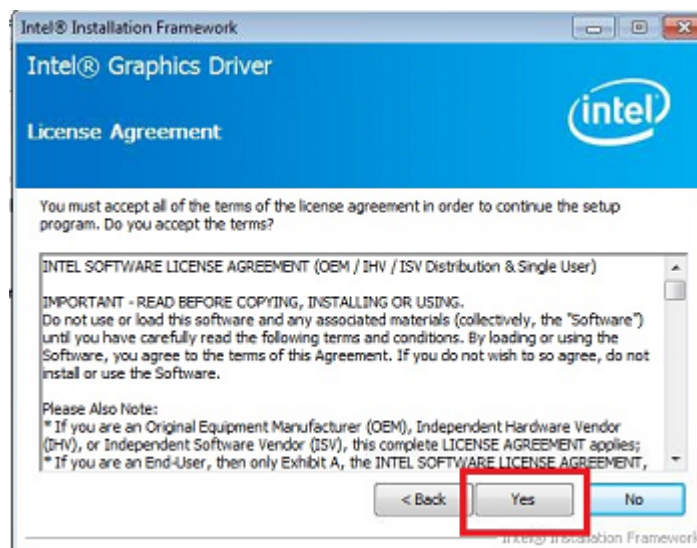 Intel® Installation Framework
Intel® Graphics Driver
License Agreement
intel
You must accept all of the terms of the license agreement in order to continue the setup
program. Do you accept the terms?
INTEL SOFTWARE LICENSE AGREEMENT (OEM / IHV / ISV Distribution & Single User)
IMPORTANT - READ BEFORE COPYING, INSTALLING OR USING.
Do not use or load this software and any associated materials (collectively, the "Software")
until you have carefully read the following terms and conditions. By loading or using the
Software, you agree to the terms of this Agreement. If you do not wish to so agree, do not
install or use the Software.
Please Also Note:
* If you are an Original Equipment Manufacturer (OEM), Independent Hardware Vendor
(IHV), or Independent Software Vendor (ISV), this complete LICENSE AGREEMENT applies;
* If you are an End-User, then only Exhibit A, the INTEL SOFTWARE LICENSE AGREEMENT,
< Back Yes No
Intel® Installation Framework